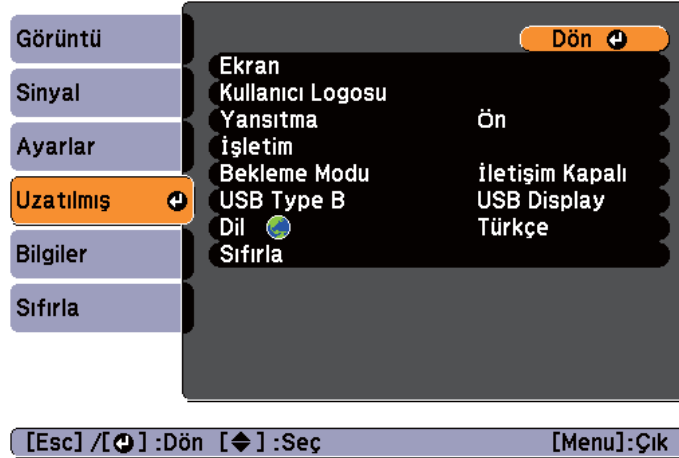 Görüntü
Sinyal
Ayarlar
Uzatılmış
Bilgiler
Sıfırla
Dön
Ekran
Kullanıcı Logosu
Yansıtma Ön
İşletim
Bekleme Modu İletişim Kapalı
USB Type B USB Display
Dil Türkçe
Sıfırla
[Esc] /[ ] :Dön [ ] :Seç [Menu]:Çık